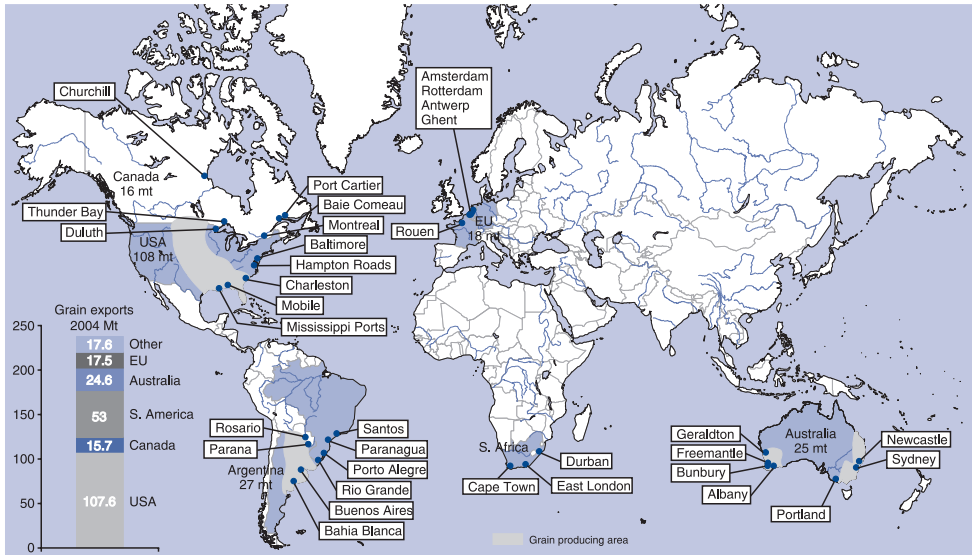 Churchill
Amsterdam
Rotterdam
Antwerp
Ghent
Canada
16 mt
Port Cartier
Baie Comeau
Thunder Bay
Montreal
Duluth
Rouen
EU
18 mt
USA
108 mt
Baltimore
Hampton Roads
Charleston
Mobile
Mississippi Ports
Grain exports
2004 Mt
250
200
150
100
50
0
17.6 Other
17.5 EU
24.6 Australia
53 S. America
15.7 Canada
107.6 USA
Rosario
Santos
Parana
Paranagua
Argentina
27 mt
Porto Alegre
Rio Grande
Buenos Aires
Bahia Blanca
S. Africa
Durban
Cape Town
East London
Geraldton
Freemantle
Bunbury
Albany
Australia
25 mt
Newcastle
Sydney
Portland
Grain producing area